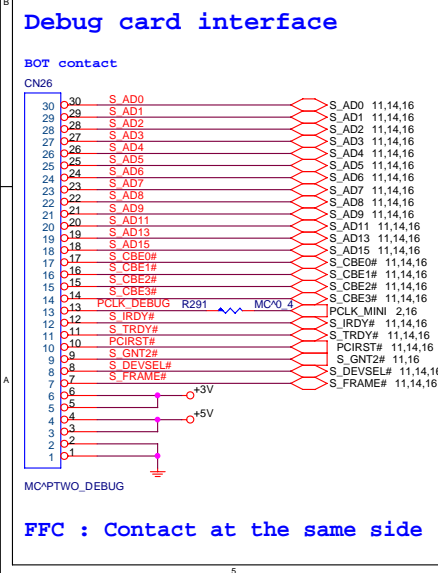 B
Debug card interface
BOT contact
CN26
30 30 S_AD0 S_AD0 11,14,16
29 29 S_AD1 S_AD1 11,14,16
28 28 S_AD2 S_AD2 11,14,16
27 27 S_AD3 S_AD3 11,14,16
26 26 S_AD4 S_AD4 11,14,16
25 25 S_AD5 S_AD5 11,14,16
24 24 S_AD6 S_AD6 11,14,16
23 23 S_AD7 S_AD7 11,14,16
22 22 S_AD8 S_AD8 11,14,16
21 21 S_AD9 S_AD9 11,14,16
20 20 S_AD11 S_AD11 11,14,16
19 19 S_AD13 S_AD13 11,14,16
18 18 S_AD15 S_AD15 11,14,16
17 17 S_CBE0# S_CBE0# 11,14,16
16 16 S_CBE1# S_CBE1# 11,14,16
15 15 S_CBE2# S_CBE2# 11,14,16
14 14 S_CBE3# S_CBE3# 11,14,16
13 13 PCLK_DEBUG R291 MC^0_4 PCLK_MINI 2,16
12 12 S_IRDY# S_IRDY# 11,14,16
11 11 S_TRDY# S_TRDY# 11,14,16
10 10 PCIRST# PCIRST# 11,14,16
9 9 S_GNT2# S_GNT2# 11,16
8 8 S_DEVSEL# S_DEVSEL# 11,14,16
7 7 S_FRAME# S_FRAME# 11,14,16
A
6 6 +3V
5 5
4 4 +5V
3 3
2 2
1 1
MC^PTWO_DEBUG
FFC : Contact at the same side
5